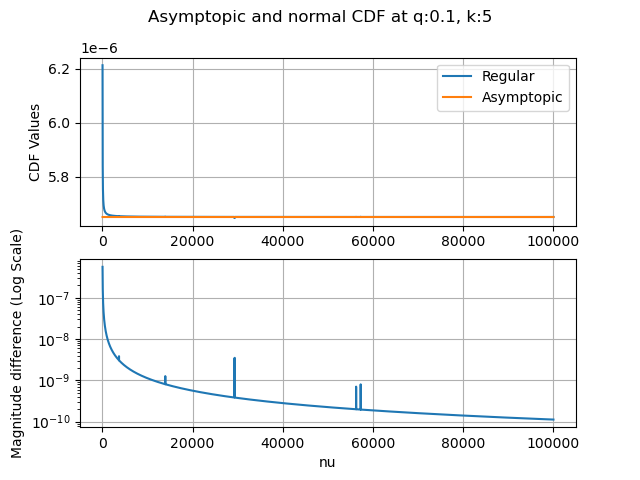 Asymptopic and normal CDF at q:0.1, k:5
1e−6
6.2
6.0
5.8
CDF Values
Regular
Asymptopic
0 20000 40000 60000 80000 100000
10⁻⁷
10⁻⁸
10⁻⁹
10⁻¹⁰
Magnitude difference (Log Scale)
0 20000 40000 60000 80000 100000
nu